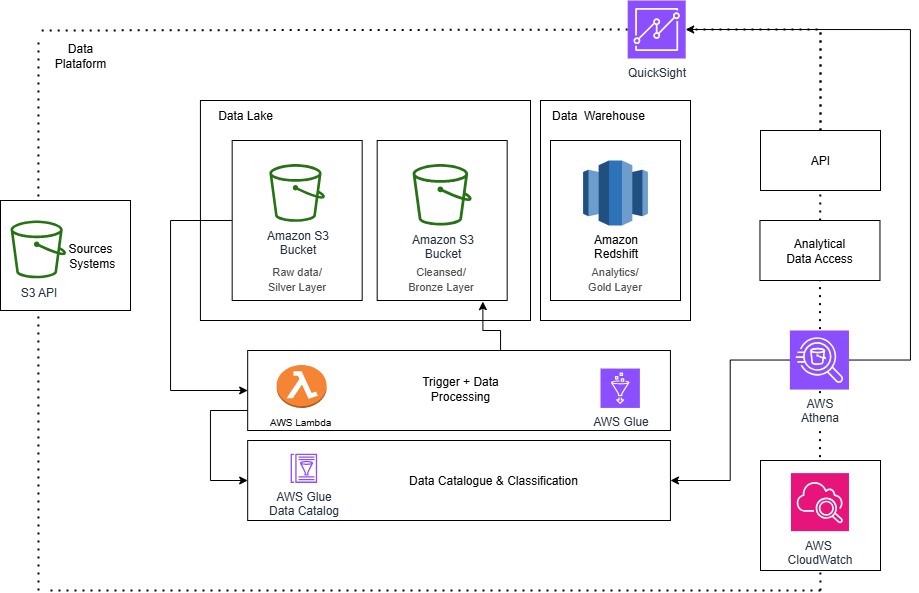 QuickSight
Data
Plataform
Data Lake
Amazon S3
Bucket
Raw data/
Silver Layer
Amazon S3
Bucket
Cleansed/
Bronze Layer
Data  Warehouse
Amazon
Redshift
Analytics/
Gold Layer
API
Analytical
Data Access
Sources
Systems
S3 API
AWS Lambda
Trigger + Data
Processing
AWS Glue
AWS
Athena
AWS Glue
Data Catalog
Data Catalogue & Classification
AWS
CloudWatch